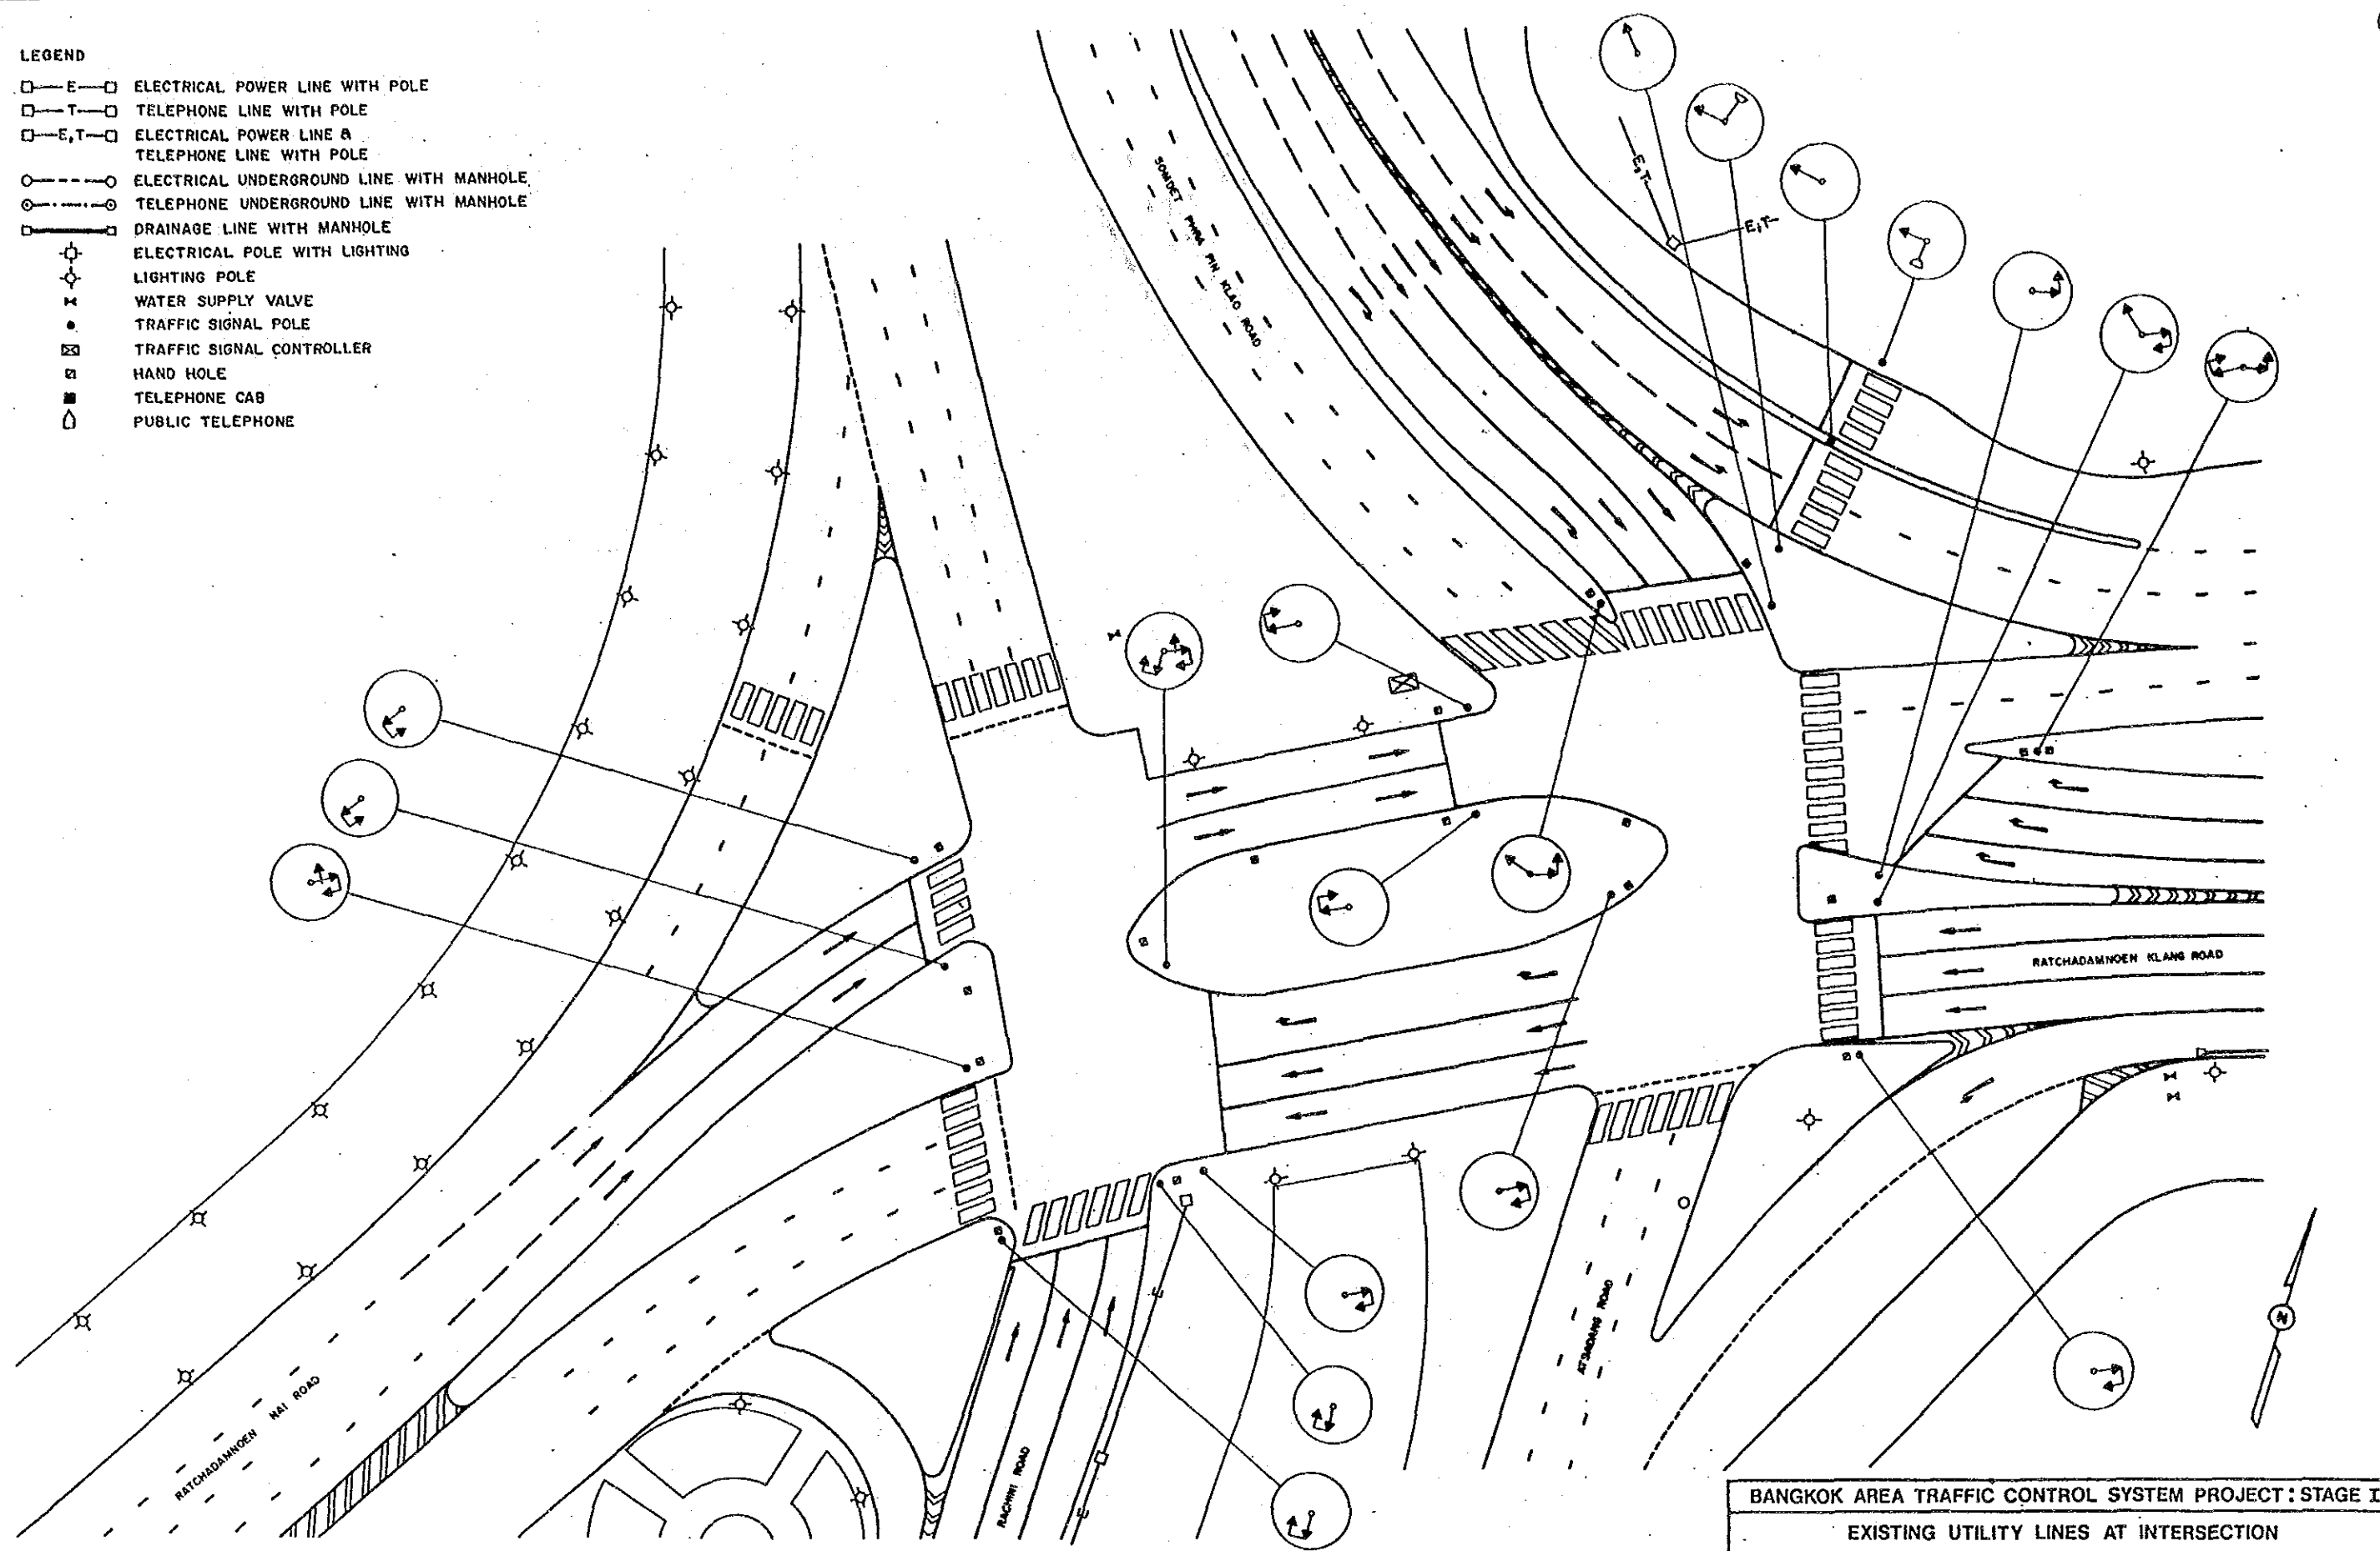 LEGEND
E ELECTRICAL POWER LINE WITH POLE
T TELEPHONE LINE WITH POLE
E,T ELECTRICAL POWER LINE &
TELEPHONE LINE WITH POLE
ELECTRICAL UNDERGROUND LINE WITH MANHOLE
TELEPHONE UNDERGROUND LINE WITH MANHOLE
DRAINAGE LINE WITH MANHOLE
ELECTRICAL POLE WITH LIGHTING
LIGHTING POLE
WATER SUPPLY VALVE
TRAFFIC SIGNAL POLE
TRAFFIC SIGNAL CONTROLLER
HAND HOLE
TELEPHONE CAB
PUBLIC TELEPHONE
SOMDET PHRA PIN KLAO ROAD
E,T
E,T
RATCHADAMNOEN KLANG ROAD
RATCHADAMNOEN NAI ROAD
RACHINI ROAD
E
E
ATSADANG ROAD
N
BANGKOK AREA TRAFFIC CONTROL SYSTEM PROJECT: STAGE I
EXISTING UTILITY LINES AT INTERSECTION